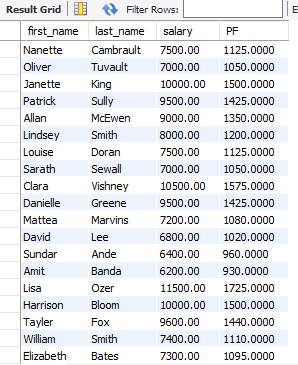 Result Grid Filter Rows:
first_name last_name salary PF
Nanette Cambrault 7500.00 1125.0000
Oliver Tuvault 7000.00 1050.0000
Janette King 10000.00 1500.0000
Patrick Sully 9500.00 1425.0000
Allan McEwen 9000.00 1350.0000
Lindsey Smith 8000.00 1200.0000
Louise Doran 7500.00 1125.0000
Sarath Sewall 7000.00 1050.0000
Clara Vishney 10500.00 1575.0000
Danielle Greene 9500.00 1425.0000
Mattea Marvins 7200.00 1080.0000
David Lee 6800.00 1020.0000
Sundar Ande 6400.00 960.0000
Amit Banda 6200.00 930.0000
Lisa Ozer 11500.00 1725.0000
Harrison Bloom 10000.00 1500.0000
Tayler Fox 9600.00 1440.0000
William Smith 7400.00 1110.0000
Elizabeth Bates 7300.00 1095.0000